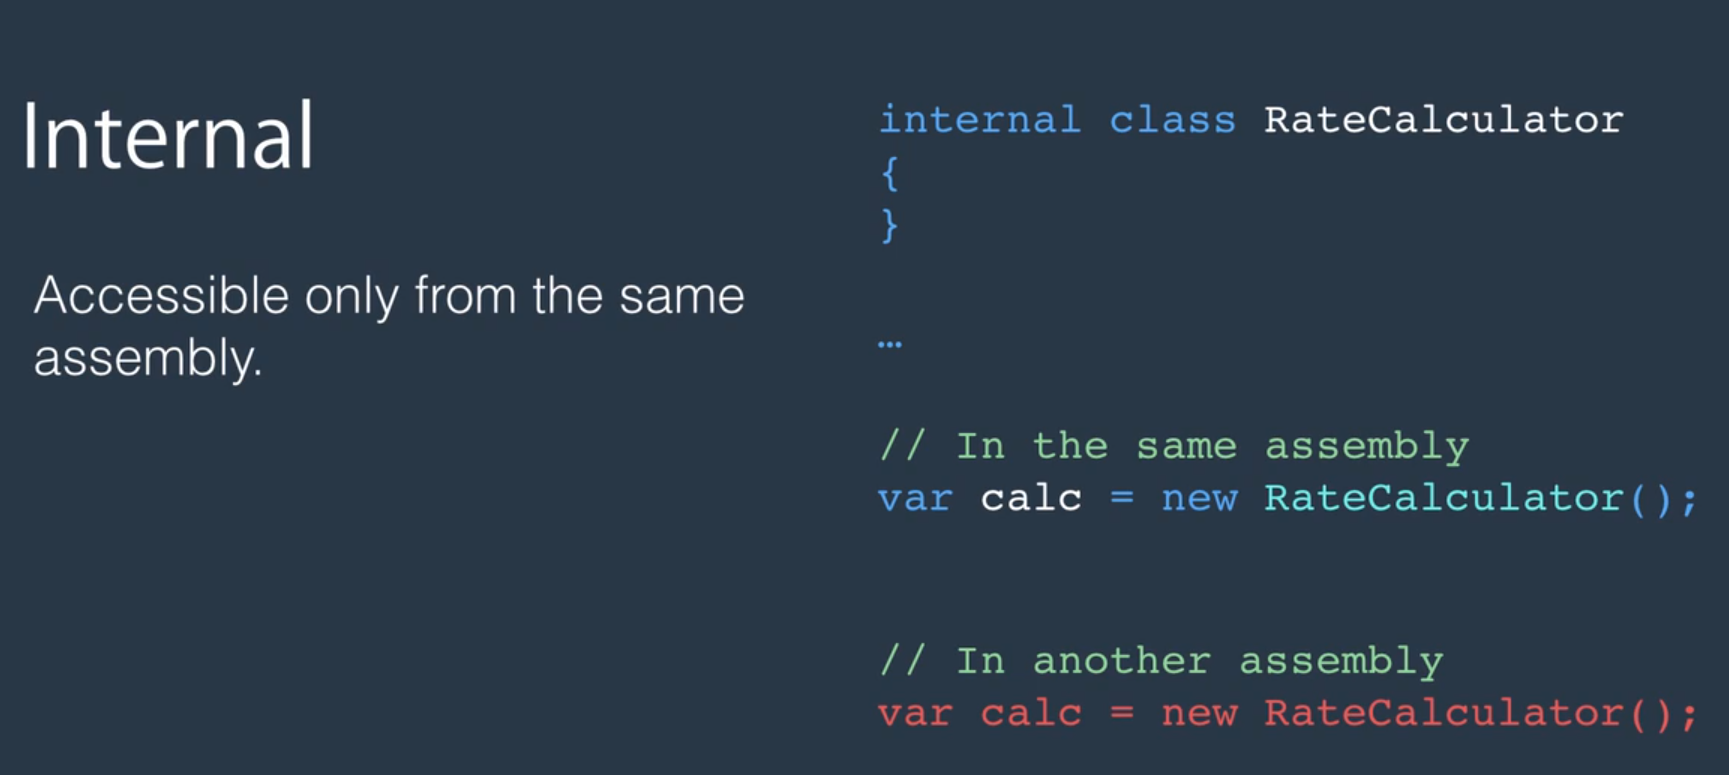 Internal
Accessible only from the same
assembly.
internal class RateCalculator
{
}
…
// In the same assembly
var calc = new RateCalculator();
// In another assembly
var calc = new RateCalculator();